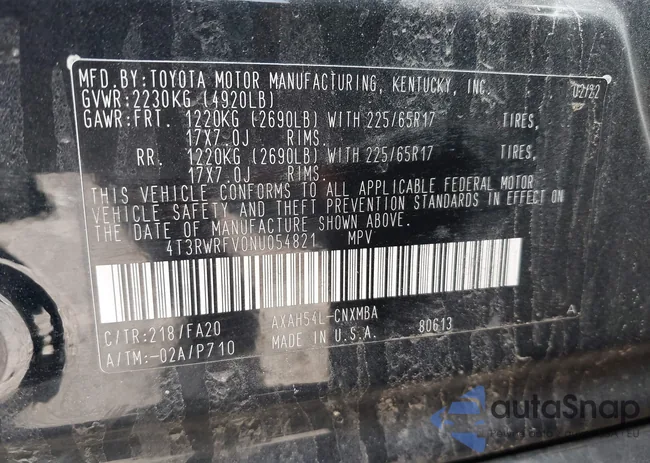 MFD. BY: TOYOTA MOTOR MANUFACTURING, KENTUCKY, INC. 02/22
GVWR: 2230KG (4920LB)
GAWR: FRT. 1220KG (2690LB) WITH 225/65R17 TIRES,
17X7.0J RIMS.
RR. 1220KG (2690LB) WITH 225/65R17 TIRES,
17X7.0J RIMS.
THIS VEHICLE CONFORMS TO ALL APPLICABLE FEDERAL MOTOR
VEHICLE SAFETY AND THEFT PREVENTION STANDARDS IN EFFECT ON
THE DATE OF MANUFACTURE SHOWN ABOVE.
4T3RWRFV0NU054821 MPV
C/TR: 218/FA20 AXAH54L-CNXMBA A
A/TM: -02A/P710 MADE IN U.S.A. 80613
autoSnap